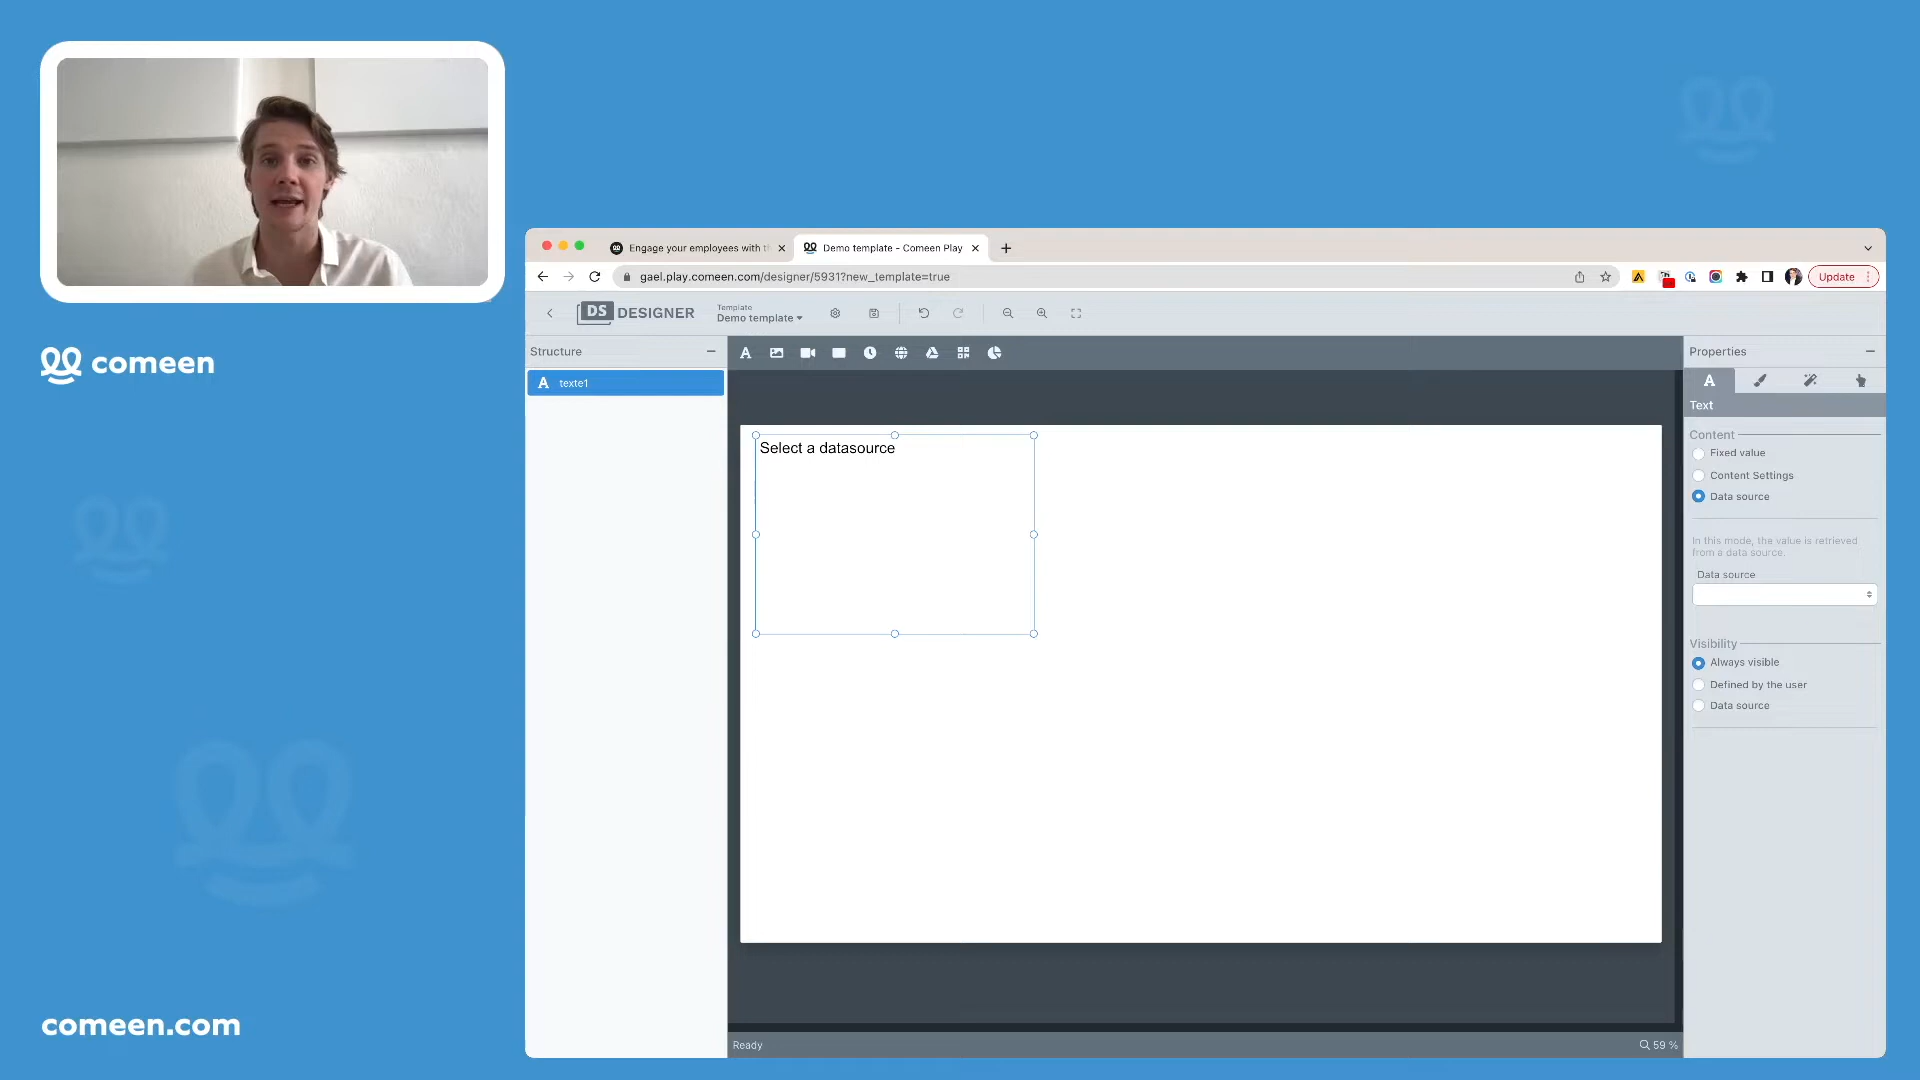 comeen
comeen.com
Engage your employees with th
Demo template - Comeen Play
gael.play.comeen.com/designer/5931?new_template=true
Update
DS DESIGNER
Template
Demo template
Structure
A texte1
A
Select a datasource
Ready
59 %
Properties
A
Text
Content
Fixed value
Content Settings
Data source
In this mode, the value is retrieved
from a data source.
Data source
Visibility
Always visible
Defined by the user
Data source